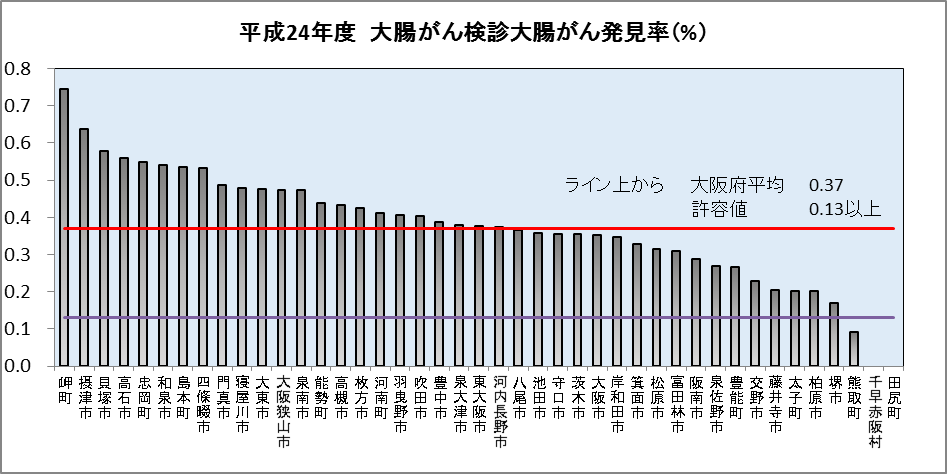 平成24年度　大腸がん検診大腸がん発見率(%)
0.8
0.7
0.6
0.5
0.4
0.3
0.2
0.1
0.0
ライン上から　大阪府平均　0.37
許容値　0.13以上
岬町
摂津市
貝塚市
高石市
忠岡町
和泉市
島本町
四條畷市
門真市
寝屋川市
大東市
大阪狭山市
泉南市
能勢町
高槻市
枚方市
河南町
羽曳野市
吹田市
豊中市
泉大津市
東大阪市
河内長野市
八尾市
池田市
守口市
茨木市
大阪市
岸和田市
箕面市
松原市
富田林市
阪南市
泉佐野市
豊能町
交野市
藤井寺市
太子町
柏原市
堺市
熊取町
千早赤阪村
田尻町